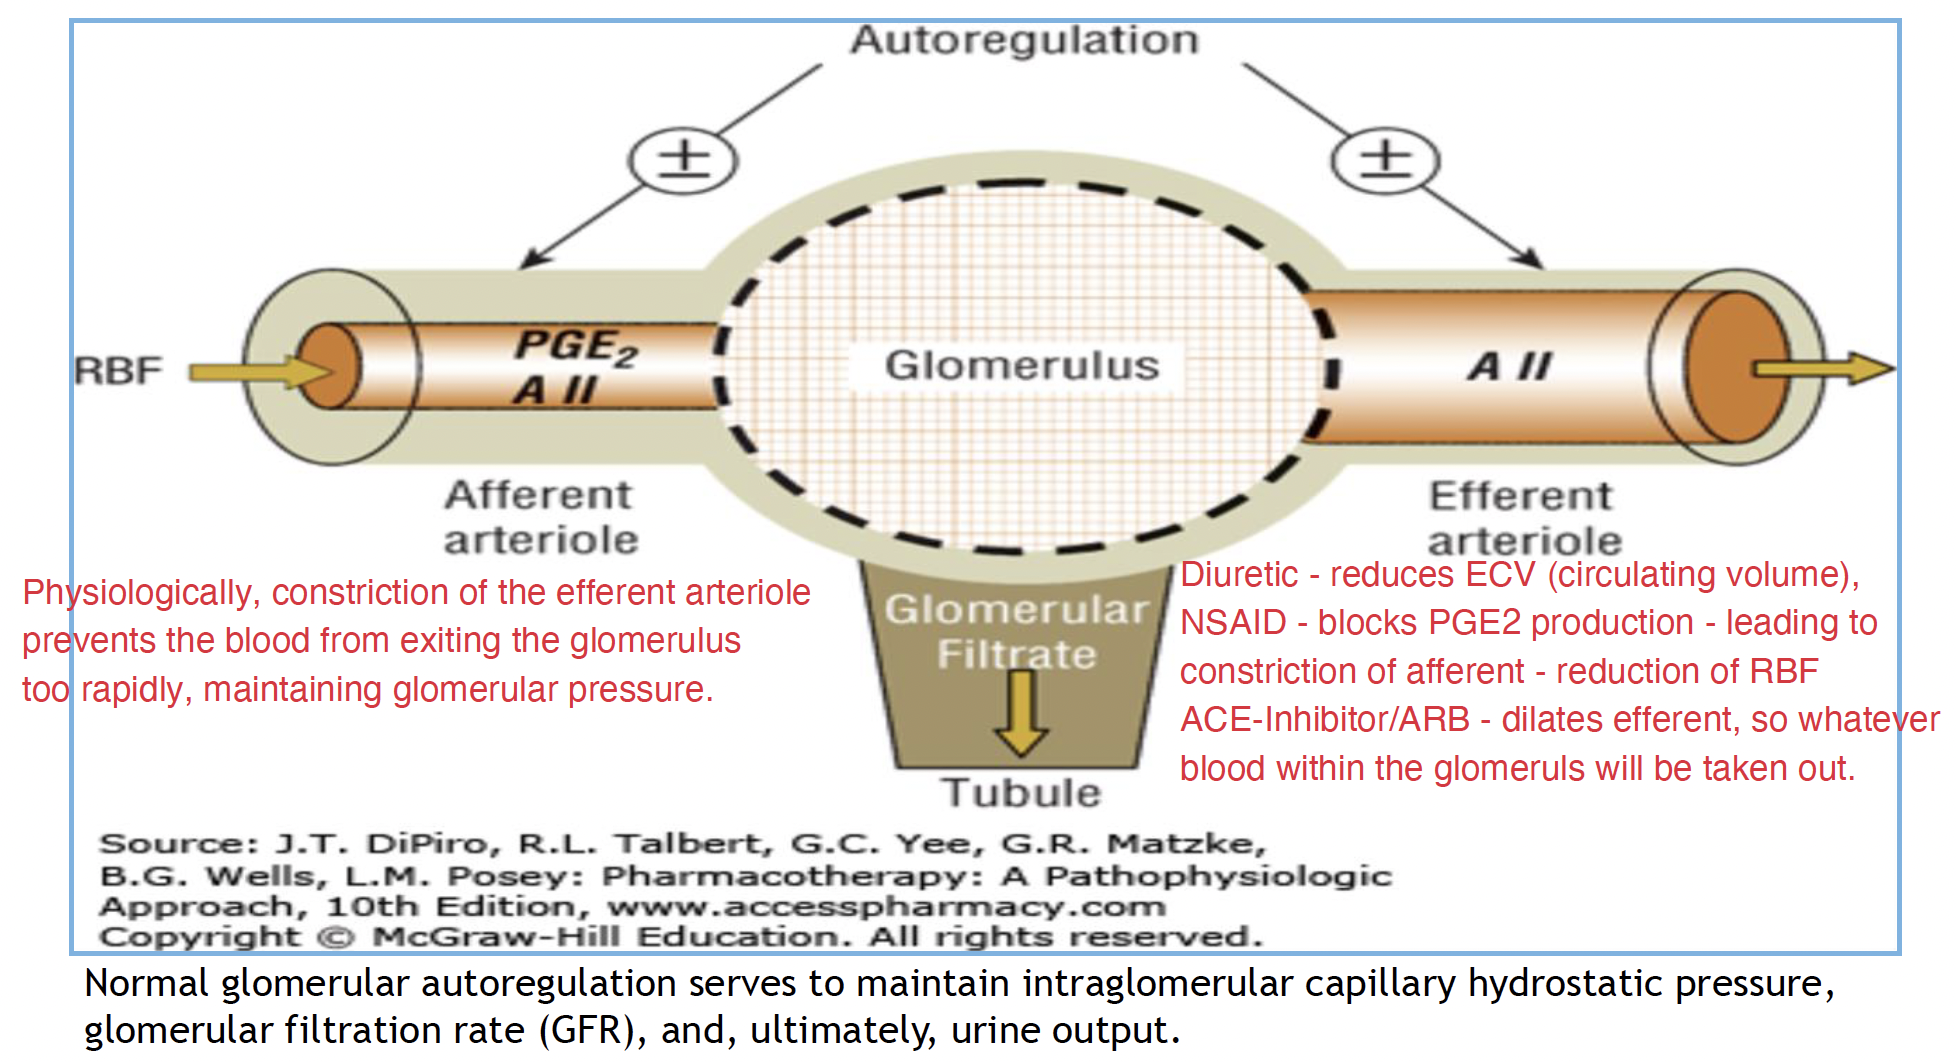 Autoregulation
±
±
RBF
PGE2
A II
Glomerulus
A II
Afferent
arteriole
Efferent
arteriole
Physiologically, constriction of the efferent arteriole
prevents the blood from exiting the glomerulus
too rapidly, maintaining glomerular pressure.
Glomerular
Filtrate
Tubule
Diuretic - reduces ECV (circulating volume),
NSAID - blocks PGE2 production - leading to
constriction of afferent - reduction of RBF
ACE-Inhibitor/ARB - dilates efferent, so whatever
blood within the glomeruls will be taken out.
Source: J.T. DiPiro, R.L. Talbert, G.C. Yee, G.R. Matzke,
B.G. Wells, L.M. Posey: Pharmacotherapy: A Pathophysiologic
Approach, 10th Edition, www.accesspharmacy.com
Copyright © McGraw-Hill Education. All rights reserved.
Normal glomerular autoregulation serves to maintain intraglomerular capillary hydrostatic pressure,
glomerular filtration rate (GFR), and, ultimately, urine output.